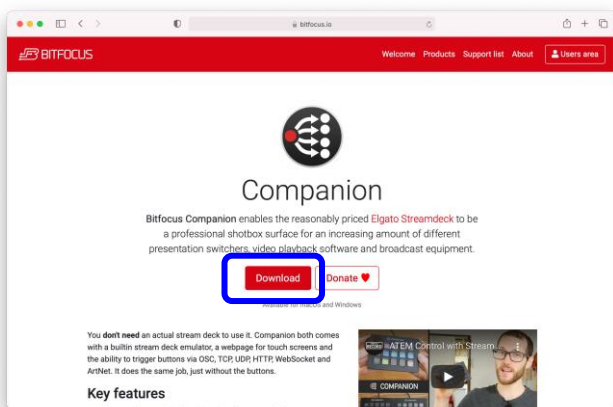 bitfocus.io
BITFOCUS
Welcome Products Support list About Users area
Companion
Bitfocus Companion enables the reasonably priced Elgato Streamdeck to be
a professional shotbox surface for an increasing amount of different
presentation switchers, video playback software and broadcast equipment.
Download Donate
Available for macOS and Windows
You don't need an actual stream deck to use it. Companion both comes
with a builtin stream deck emulator, a webpage for touch screens and
the ability to trigger buttons via OSC, TCP, UDP, HTTP, WebSocket and
ArtNet. It does the same job, just without the buttons.
Key features
ATEM Control with Stream...
COMPANION